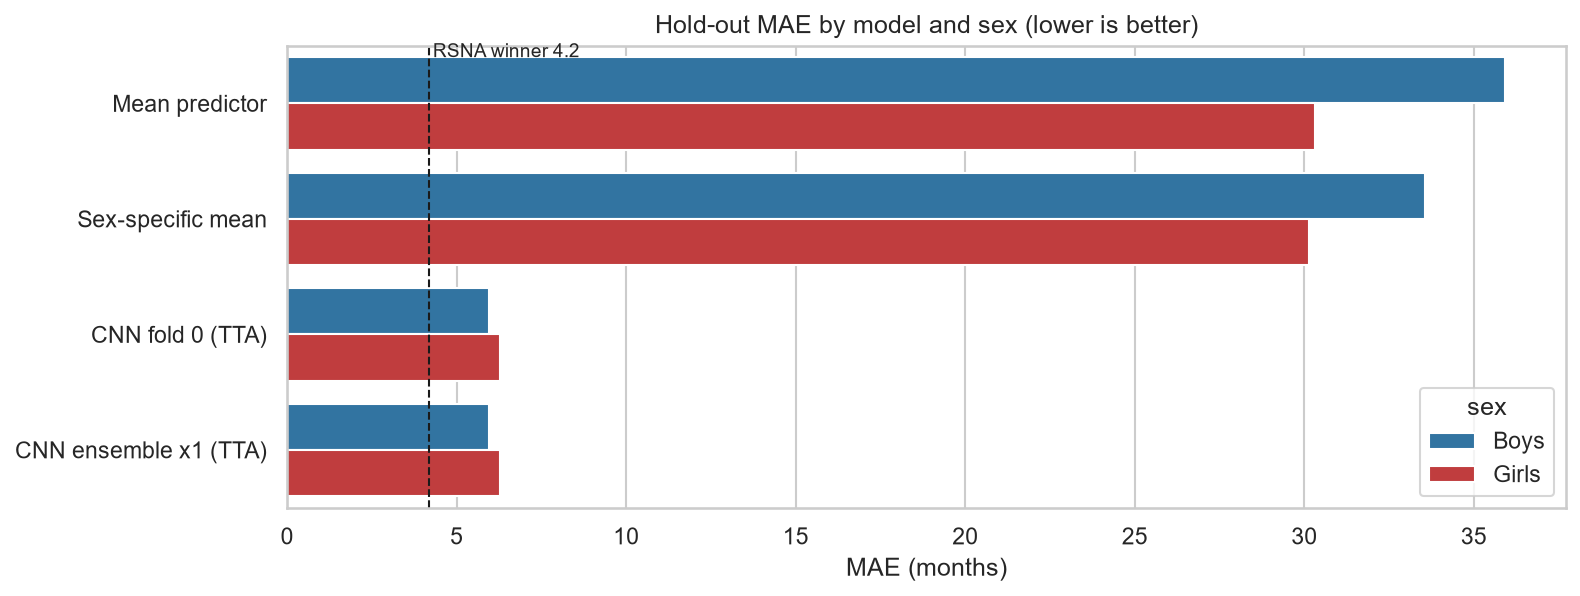 Hold-out MAE by model and sex (lower is better)
RSNA winner 4.2
Mean predictor
Sex-specific mean
CNN fold 0 (TTA)
CNN ensemble x1 (TTA)
sex
Boys
Girls
0 5 10 15 20 25 30 35
MAE (months)